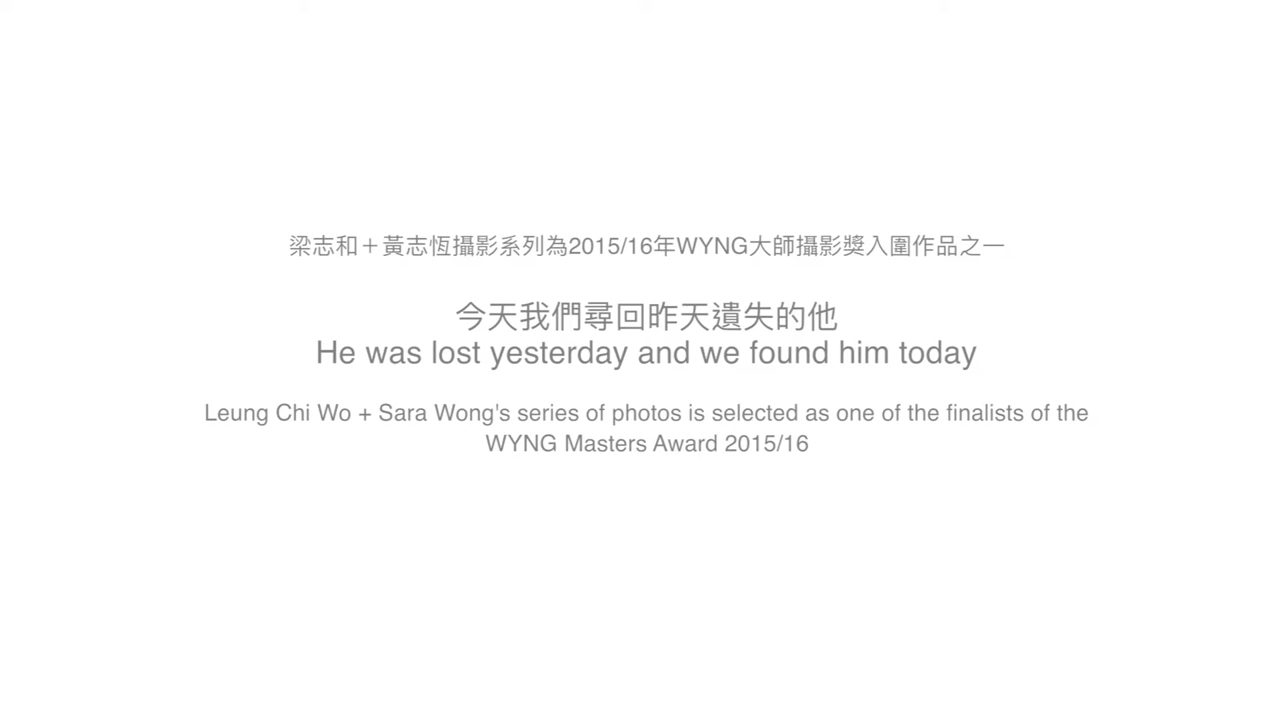 梁志和＋黃志恆攝影系列為2015/16年WYNG大師攝影獎入圍作品之一
今天我們尋回昨天遺失的他
He was lost yesterday and we found him today
Leung Chi Wo + Sara Wong's series of photos is selected as one of the finalists of the
WYNG Masters Award 2015/16